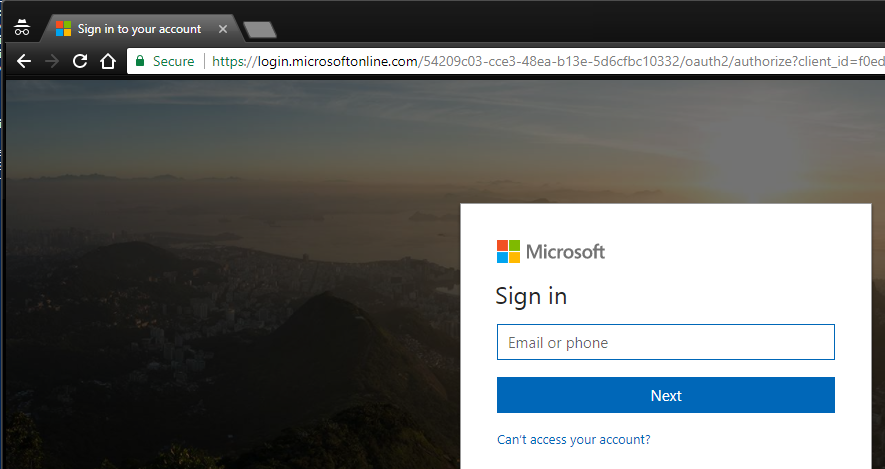 Sign in to your account
Secure https://login.microsoftonline.com/54209c03-cce3-48ea-b13e-5d6cfbc10332/oauth2/authorize?client_id=f0ed
Microsoft
Sign in
Email or phone
Next
Can't access your account?